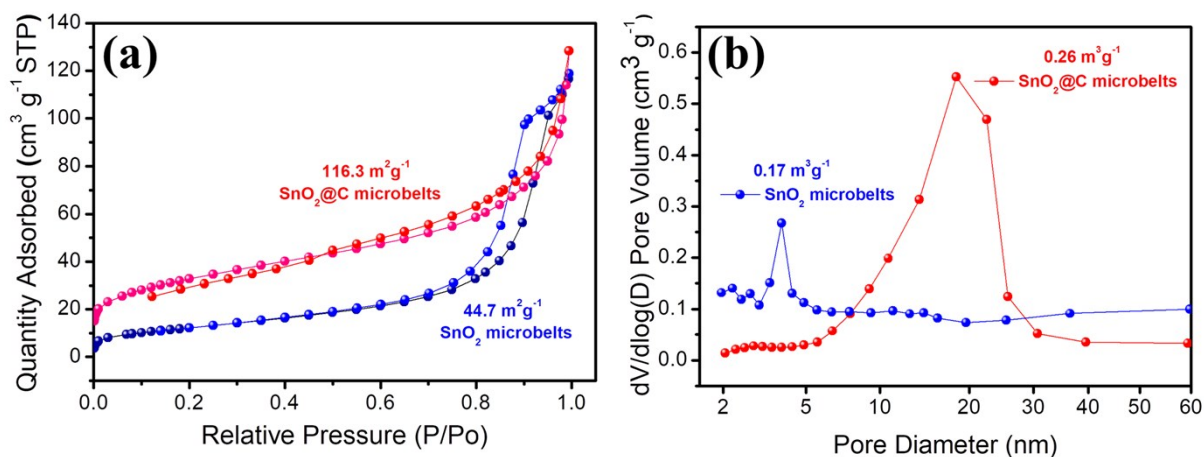 (a)
Quantity Adsorbed (cm³ g⁻¹ STP)
140
120
100
80
60
40
20
0
116.3 m²g⁻¹
SnO₂@C microbelts
44.7 m²g⁻¹
SnO₂ microbelts
0.0 0.2 0.4 0.6 0.8 1.0
Relative Pressure (P/Po)
(b)
dV/dlog(D) Pore Volume (cm³ g⁻¹)
0.6
0.5
0.4
0.3
0.2
0.1
0.0
0.26 m³g⁻¹
SnO₂@C microbelts
0.17 m³g⁻¹
SnO₂ microbelts
2 5 10 20 30 40 60
Pore Diameter (nm)